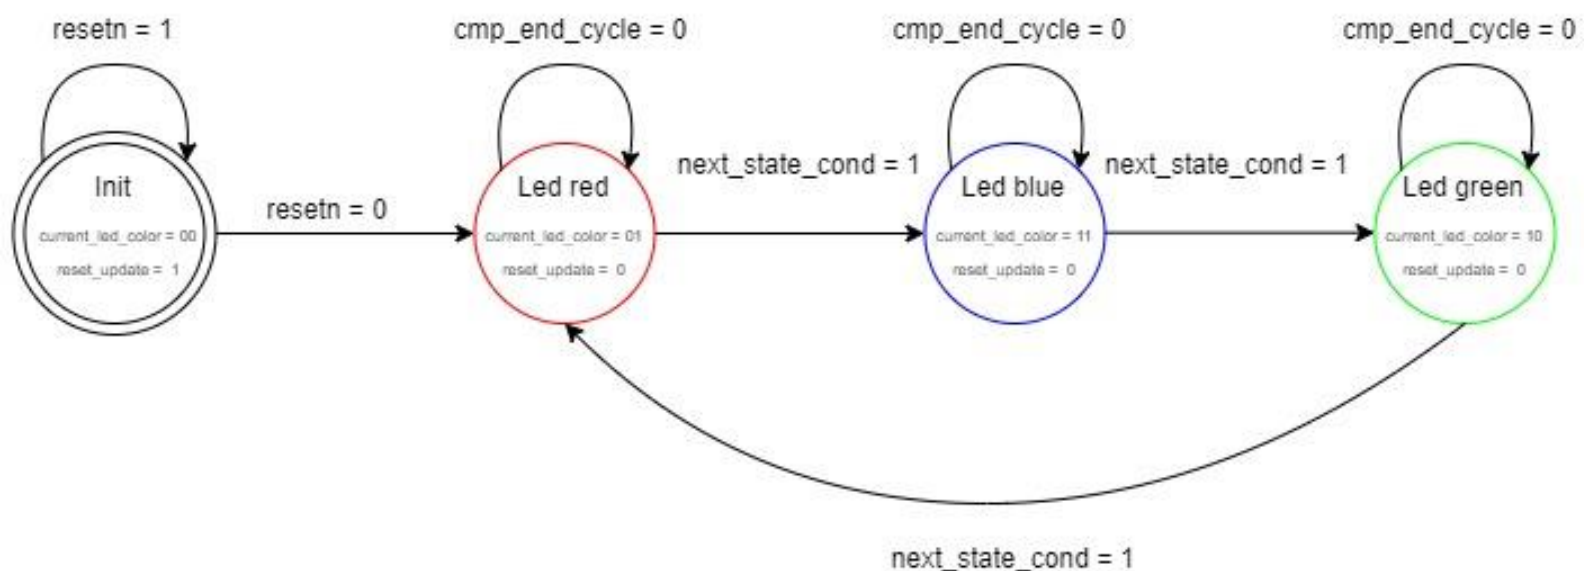 resetn = 1
cmp_end_cycle = 0
cmp_end_cycle = 0
cmp_end_cycle = 0
next_state_cond = 1
next_state_cond = 1
Init
Led red
Led blue
Led green
resetn = 0
current_led_color = 00
current_led_color = 01
current_led_color = 11
current_led_color = 10
reset_update = 1
reset_update = 0
reset_update = 0
reset_update = 0
next_state_cond = 1